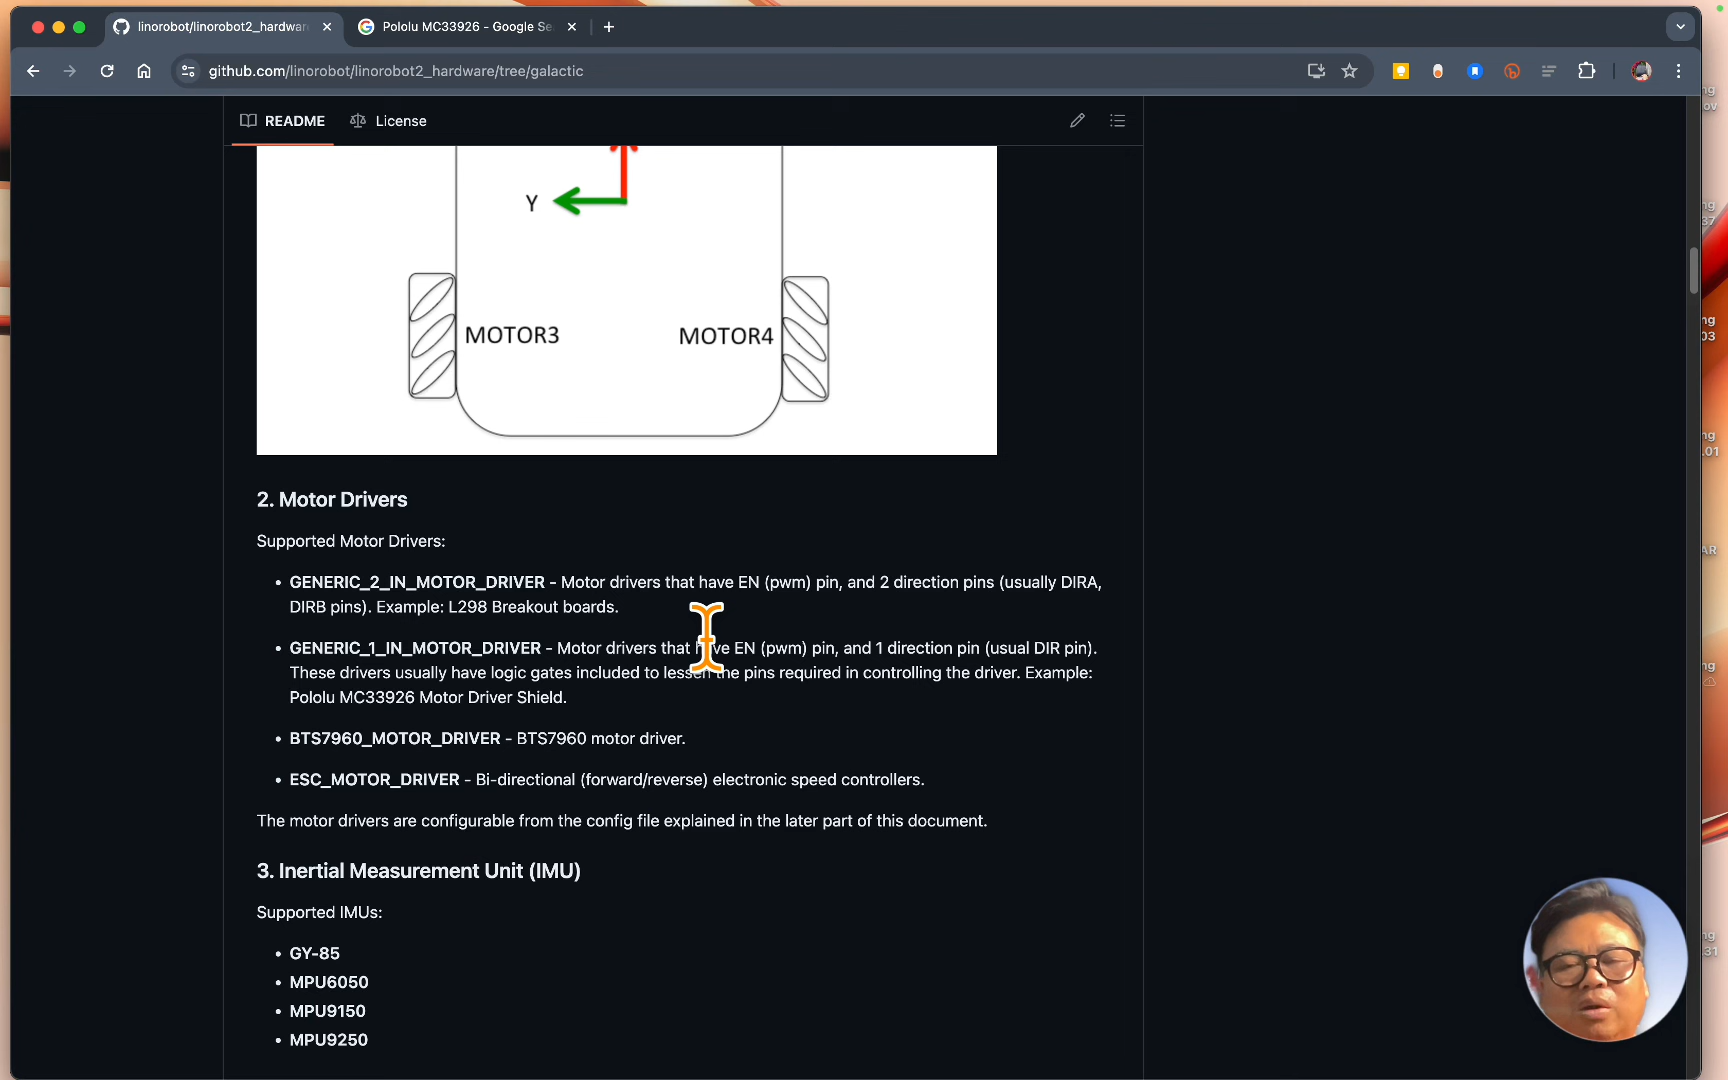 linorobot/linorobot2_hardwar
Pololu MC33926 - Google Se
github.com/linorobot/linorobot2_hardware/tree/galactic
README
License
Y
MOTOR3
MOTOR4
2. Motor Drivers
Supported Motor Drivers:
• GENERIC_2_IN_MOTOR_DRIVER - Motor drivers that have EN (pwm) pin, and 2 direction pins (usually DIRA,
DIRB pins). Example: L298 Breakout boards.
• GENERIC_1_IN_MOTOR_DRIVER - Motor drivers that have EN (pwm) pin, and 1 direction pin (usual DIR pin).
These drivers usually have logic gates included to lessen the pins required in controlling the driver. Example:
Pololu MC33926 Motor Driver Shield.
• BTS7960_MOTOR_DRIVER - BTS7960 motor driver.
• ESC_MOTOR_DRIVER - Bi-directional (forward/reverse) electronic speed controllers.
The motor drivers are configurable from the config file explained in the later part of this document.
3. Inertial Measurement Unit (IMU)
Supported IMUs:
• GY-85
• MPU6050
• MPU9150
• MPU9250